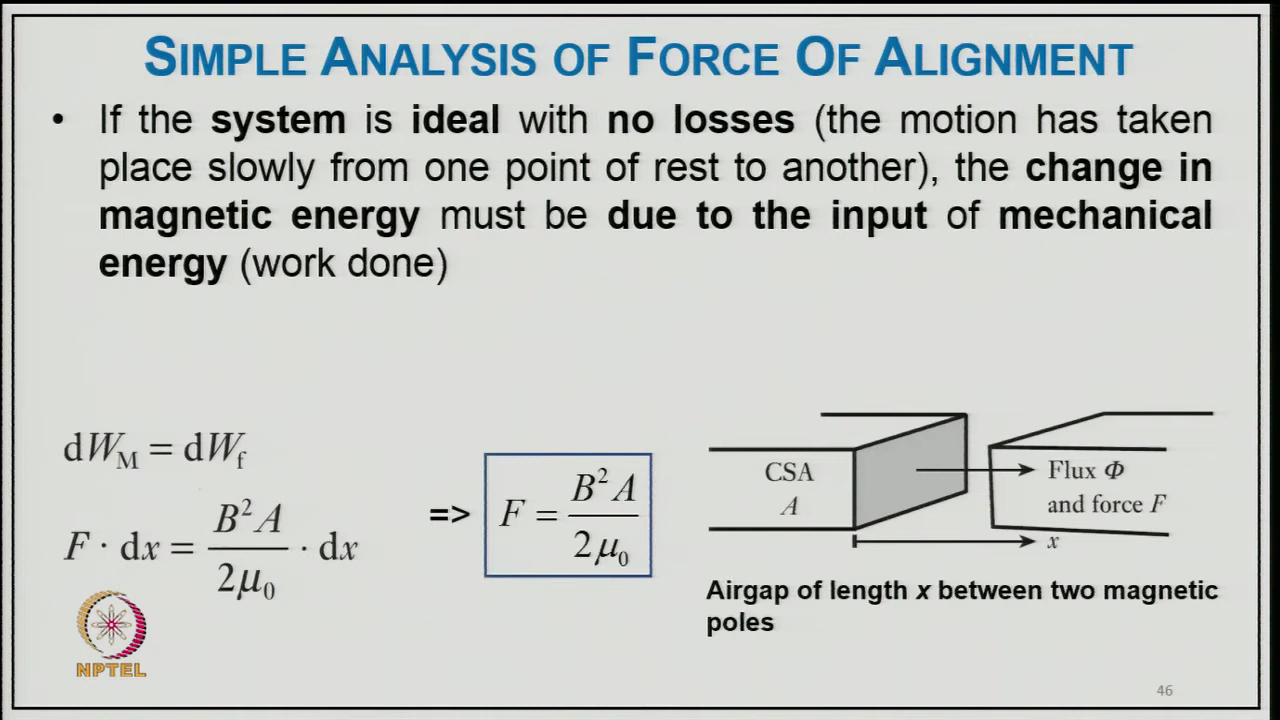 SIMPLE ANALYSIS OF FORCE OF ALIGNMENT
• If the system is ideal with no losses (the motion has taken
place slowly from one point of rest to another), the change in
magnetic energy must be due to the input of mechanical
energy (work done)
dW_M = dW_f
F · dx = B²A / 2μ₀ · dx
=> F = B²A / 2μ₀
CSA
A
Flux Φ
and force F
x
Airgap of length x between two magnetic
poles
NPTEL
46